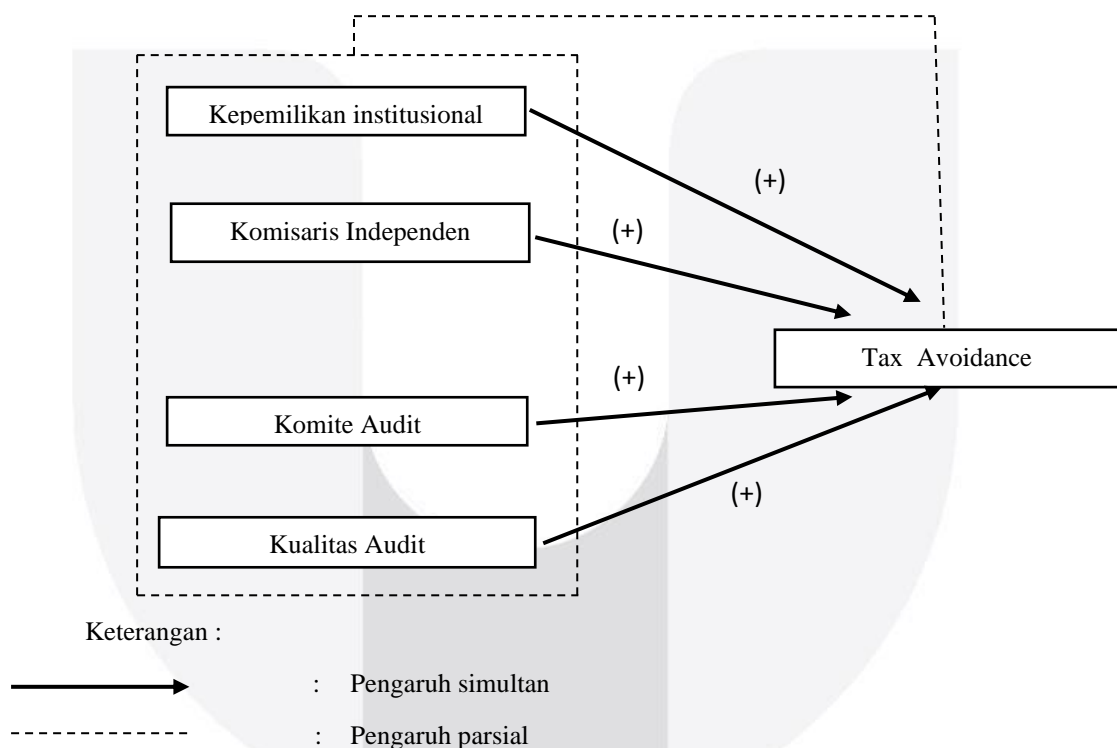 Kepemilikan institusional
(+)
Komisaris Independen
(+)
Tax Avoidance
(+)
Komite Audit
(+)
Kualitas Audit
Keterangan :
: Pengaruh simultan
: Pengaruh parsial